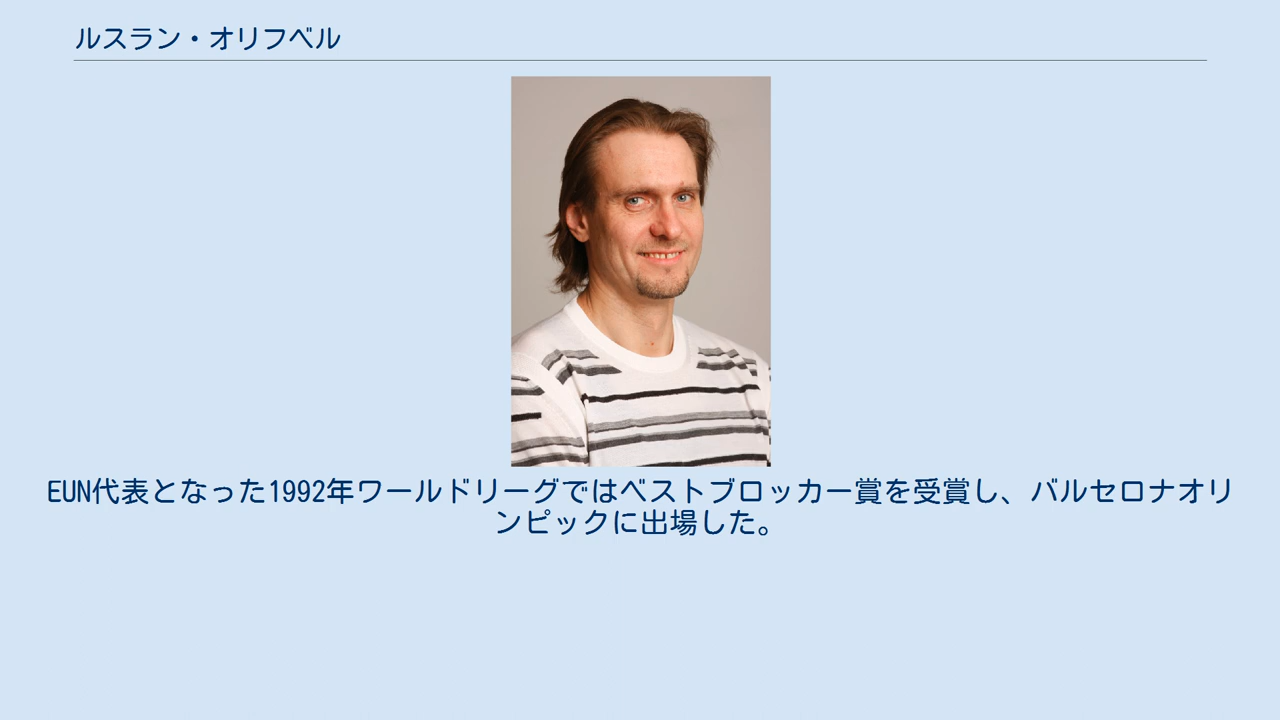 ルスラン・オリフベル
EUN代表となった1992年ワールドリーグではベストブロッカー賞を受賞し、バルセロナオリ
ンピックに出場した。